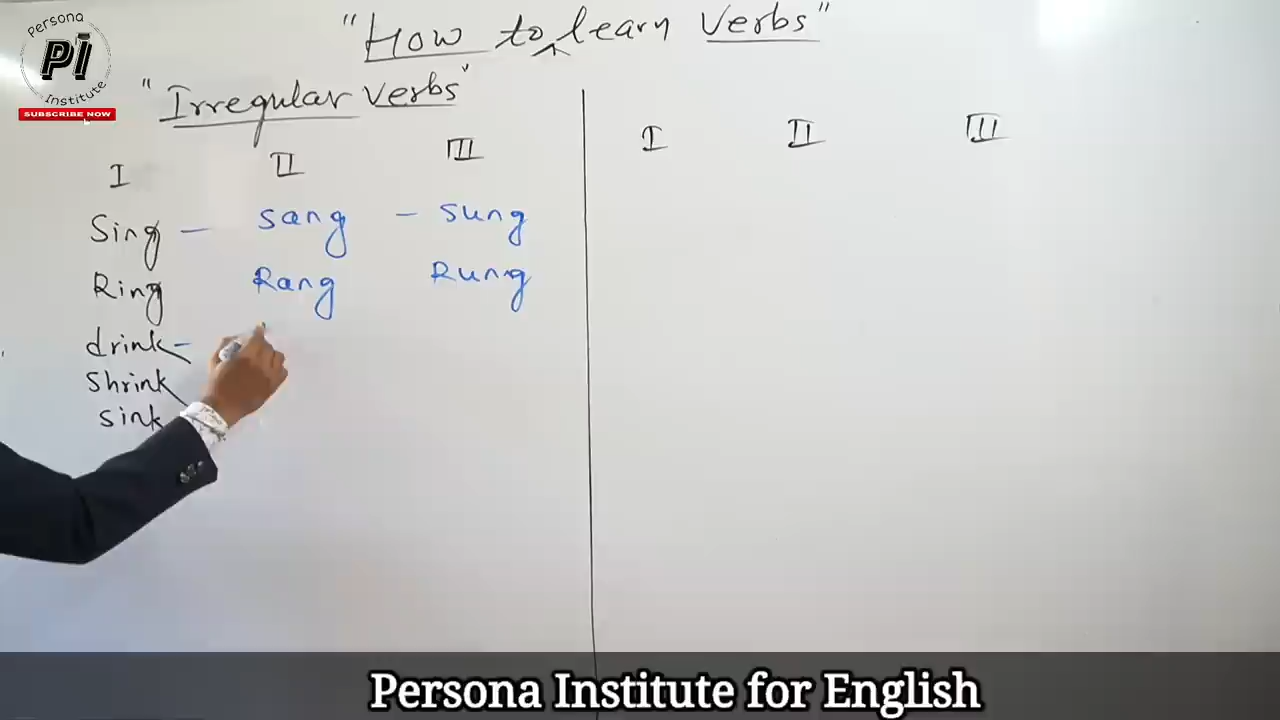 "How to learn verbs"
Persona
PI
Institute
SUBSCRIBE NOW
"Irregular verbs"
I II III
I II III
Sing – sang – sung
Ring Rang Rung
drink –
Shrink
sink
Persona Institute for English